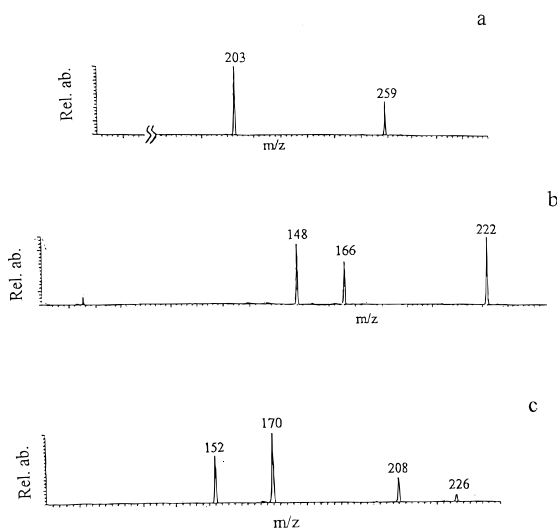 a
Rel. ab.
203
259
m/z
b
Rel. ab.
148
166
222
m/z
c
Rel. ab.
152
170
208
226
m/z